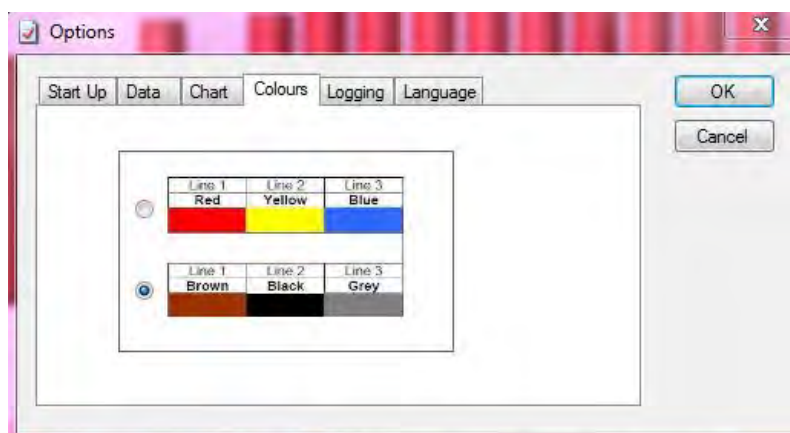 Options
Start Up Data Chart Colours Logging Language
OK
Cancel
Line 1 Line 2 Line 3
Red Yellow Blue
Line 1 Line 2 Line 3
Brown Black Grey